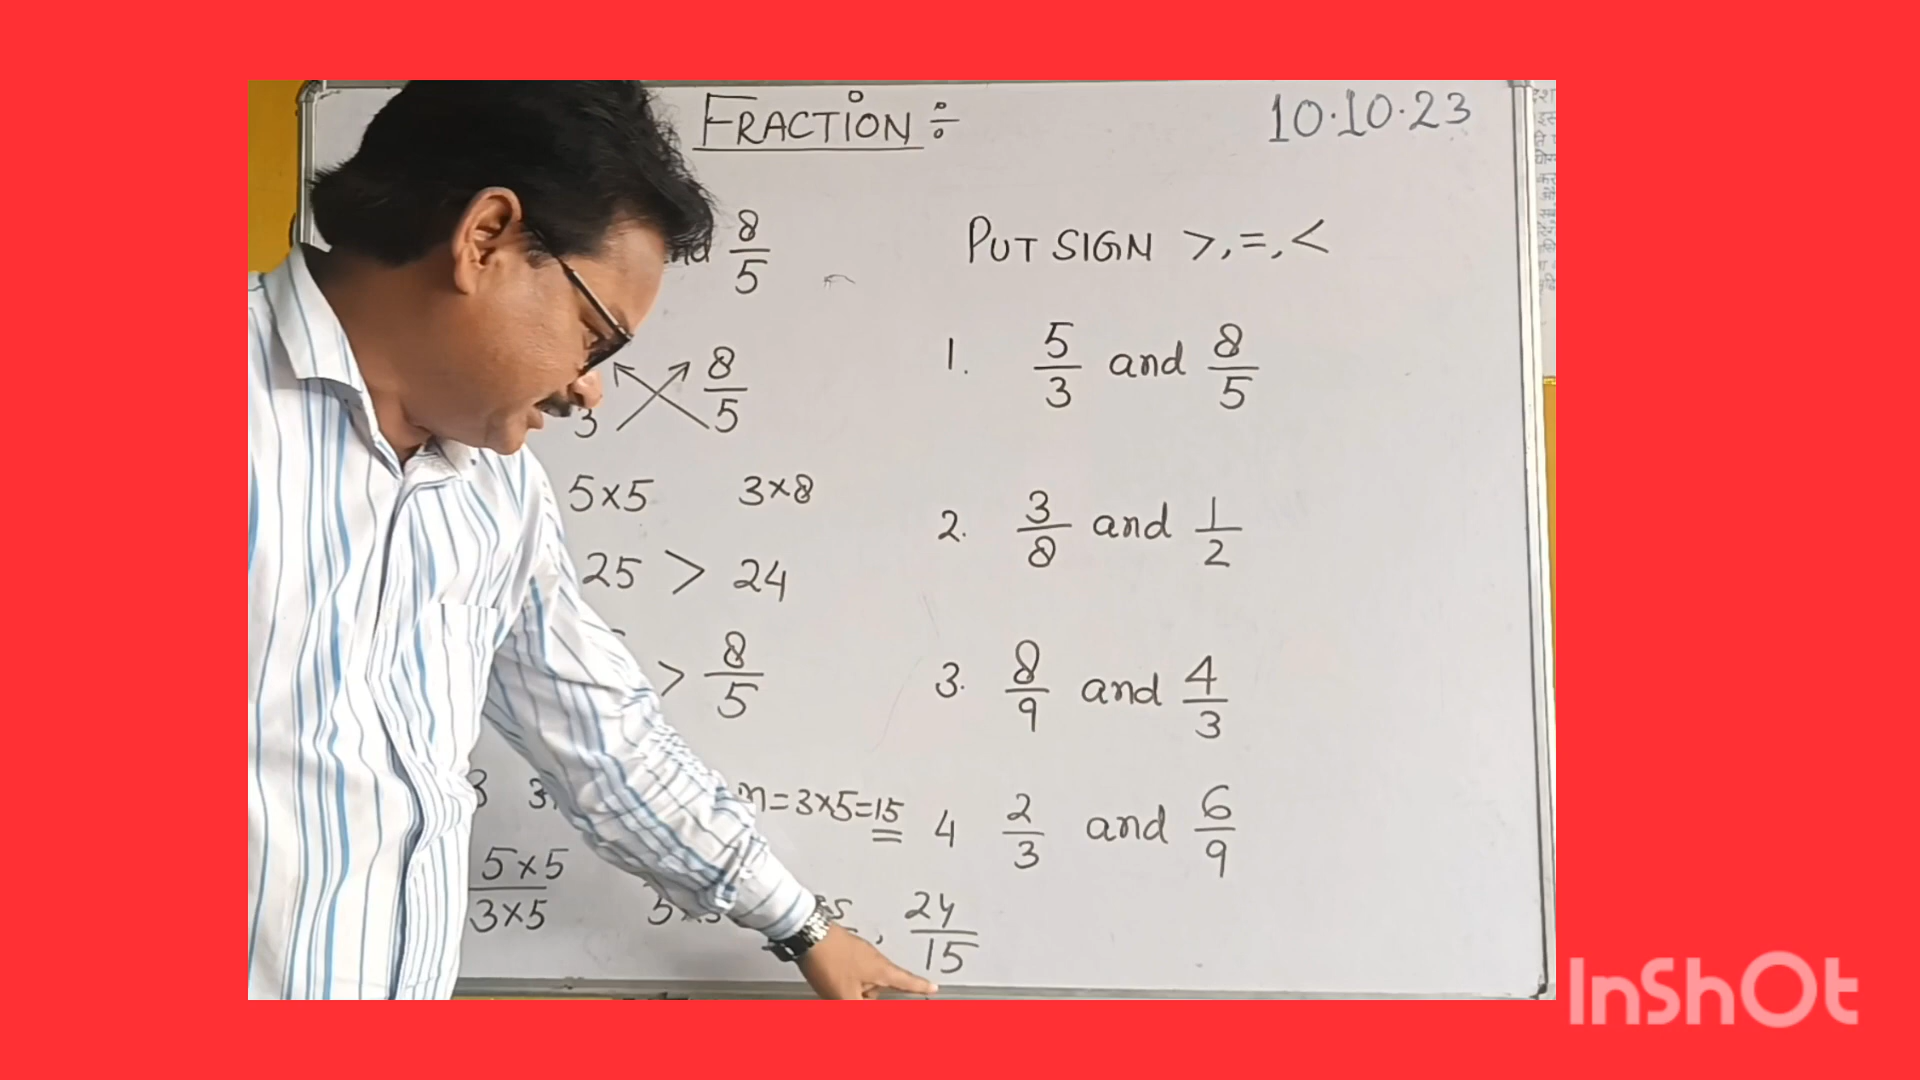 FRACTION ÷
10.10.23
8/5
PUT SIGN >, =, <
1. 5/3 and 8/5
3 8/5
5×5 3×8
2. 3/8 and 1/2
25 > 24
> 8/5
3. 8/9 and 4/3
=3×5=15
4 2/3 and 6/9
5×5/3×5
, 24/15
InShOt